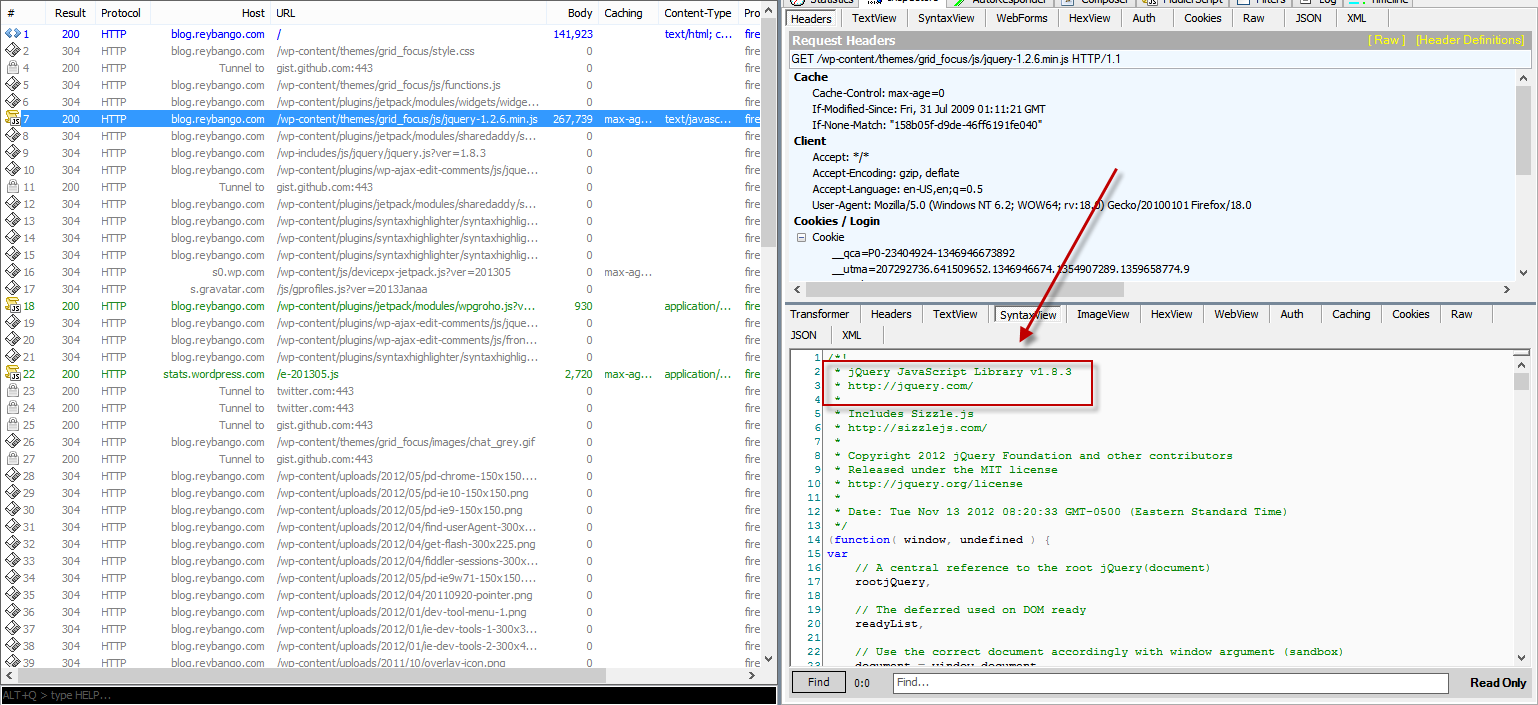 # Result Protocol Host URL Body Caching Content-Type Pro
1 200 HTTP blog.reybango.com / 141,923 text/html; c... fire
2 304 HTTP blog.reybango.com /wp-content/themes/grid_focus/style.css 0 fire
4 200 HTTP Tunnel to gist.github.com:443 0 fire
5 304 HTTP blog.reybango.com /wp-content/themes/grid_focus/js/functions.js 0 fire
6 304 HTTP blog.reybango.com /wp-content/plugins/jetpack/modules/widgets/widge... 0 fire
7 200 HTTP blog.reybango.com /wp-content/themes/grid_focus/js/jquery-1.2.6.min.js 267,739 max-ag... text/javasc... fire
8 304 HTTP blog.reybango.com /wp-content/plugins/jetpack/modules/sharedaddy/s... 0 fire
9 304 HTTP blog.reybango.com /wp-includes/js/jquery/jquery.js?ver=1.8.3 0 fire
10 304 HTTP blog.reybango.com /wp-content/plugins/wp-ajax-edit-comments/js/jque... 0 fire
11 200 HTTP Tunnel to gist.github.com:443 0 fire
12 304 HTTP blog.reybango.com /wp-content/plugins/jetpack/modules/sharedaddy/s... 0 fire
13 304 HTTP blog.reybango.com /wp-content/plugins/syntaxhighlighter/syntaxhighlig... 0 fire
14 304 HTTP blog.reybango.com /wp-content/plugins/syntaxhighlighter/syntaxhighlig... 0 fire
15 304 HTTP blog.reybango.com /wp-content/plugins/syntaxhighlighter/syntaxhighlig... 0 fire
16 304 HTTP s0.wp.com /wp-content/js/devicepx-jetpack.js?ver=201305 0 max-ag... fire
17 304 HTTP s.gravatar.com /js/gprofiles.js?ver=2013Janaa 0 fire
18 200 HTTP blog.reybango.com /wp-content/plugins/jetpack/modules/wpgroho.js?v... 930 application/... fire
19 304 HTTP blog.reybango.com /wp-content/plugins/wp-ajax-edit-comments/js/jque... 0 fire
20 304 HTTP blog.reybango.com /wp-content/plugins/wp-ajax-edit-comments/js/fron... 0 fire
21 304 HTTP blog.reybango.com /wp-content/plugins/syntaxhighlighter/syntaxhighlig... 0 fire
22 200 HTTP stats.wordpress.com /e-201305.js 2,720 max-ag... application/... fire
23 200 HTTP Tunnel to twitter.com:443 0 fire
24 200 HTTP Tunnel to twitter.com:443 0 fire
25 200 HTTP Tunnel to gist.github.com:443 0 fire
26 304 HTTP blog.reybango.com /wp-content/themes/grid_focus/images/chat_grey.gif 0 fire
27 200 HTTP Tunnel to gist.github.com:443 0 fire
28 304 HTTP blog.reybango.com /wp-content/uploads/2012/05/pd-chrome-150x150.... 0 fire
29 304 HTTP blog.reybango.com /wp-content/uploads/2012/05/pd-ie10-150x150.png 0 fire
30 304 HTTP blog.reybango.com /wp-content/uploads/2012/05/pd-ie9-150x150.png 0 fire
31 304 HTTP blog.reybango.com /wp-content/uploads/2012/04/find-userAgent-300x... 0 fire
32 304 HTTP blog.reybango.com /wp-content/uploads/2012/04/get-flash-300x225.png 0 fire
33 304 HTTP blog.reybango.com /wp-content/uploads/2012/04/fiddler-sessions-300x... 0 fire
34 304 HTTP blog.reybango.com /wp-content/uploads/2012/05/pd-ie9w71-150x150.... 0 fire
35 304 HTTP blog.reybango.com /wp-content/uploads/2012/04/20110920-pointer.png 0 fire
36 304 HTTP blog.reybango.com /wp-content/uploads/2012/01/dev-tool-menu-1.png 0 fire
37 304 HTTP blog.reybango.com /wp-content/uploads/2012/01/ie-dev-tools-1-300x3... 0 fire
38 304 HTTP blog.reybango.com /wp-content/uploads/2012/01/ie-dev-tools-2-300x4... 0 fire
39 304 HTTP blog.reybango.com /wp-content/uploads/2011/10/overlay-icon.png 0 fire
ALT+Q > type HELP...
Statistics Inspectors AutoResponder Composer FiddlerScript Filters Log Timeline
Headers TextView SyntaxView WebForms HexView Auth Cookies Raw JSON XML
Request Headers [ Raw ] [Header Definitions]
GET /wp-content/themes/grid_focus/js/jquery-1.2.6.min.js HTTP/1.1
Cache
Cache-Control: max-age=0
If-Modified-Since: Fri, 31 Jul 2009 01:11:21 GMT
If-None-Match: "158b05f-d9de-46ff6191fe040"
Client
Accept: */*
Accept-Encoding: gzip, deflate
Accept-Language: en-US,en;q=0.5
User-Agent: Mozilla/5.0 (Windows NT 6.2; WOW64; rv:18.0) Gecko/20100101 Firefox/18.0
Cookies / Login
Cookie
__qca=P0-23404924-1346946673892
__utma=207292736.641509652.1346946674.1354907289.1359658774.9
Transformer Headers TextView SyntaxView ImageView HexView WebView Auth Caching Cookies Raw
JSON XML
1 /*!
2 * jQuery JavaScript Library v1.8.3
3 * http://jquery.com/
4 *
5 * Includes Sizzle.js
6 * http://sizzlejs.com/
7 *
8 * Copyright 2012 jQuery Foundation and other contributors
9 * Released under the MIT license
10 * http://jquery.org/license
11 *
12 * Date: Tue Nov 13 2012 08:20:33 GMT-0500 (Eastern Standard Time)
13 */
14 (function( window, undefined ) {
15 var
16 // A central reference to the root jQuery(document)
17 rootjQuery,
18
19 // The deferred used on DOM ready
20 readyList,
21
22 // Use the correct document accordingly with window argument (sandbox)
23 document = window.document
Find 0:0 Find... Read Only